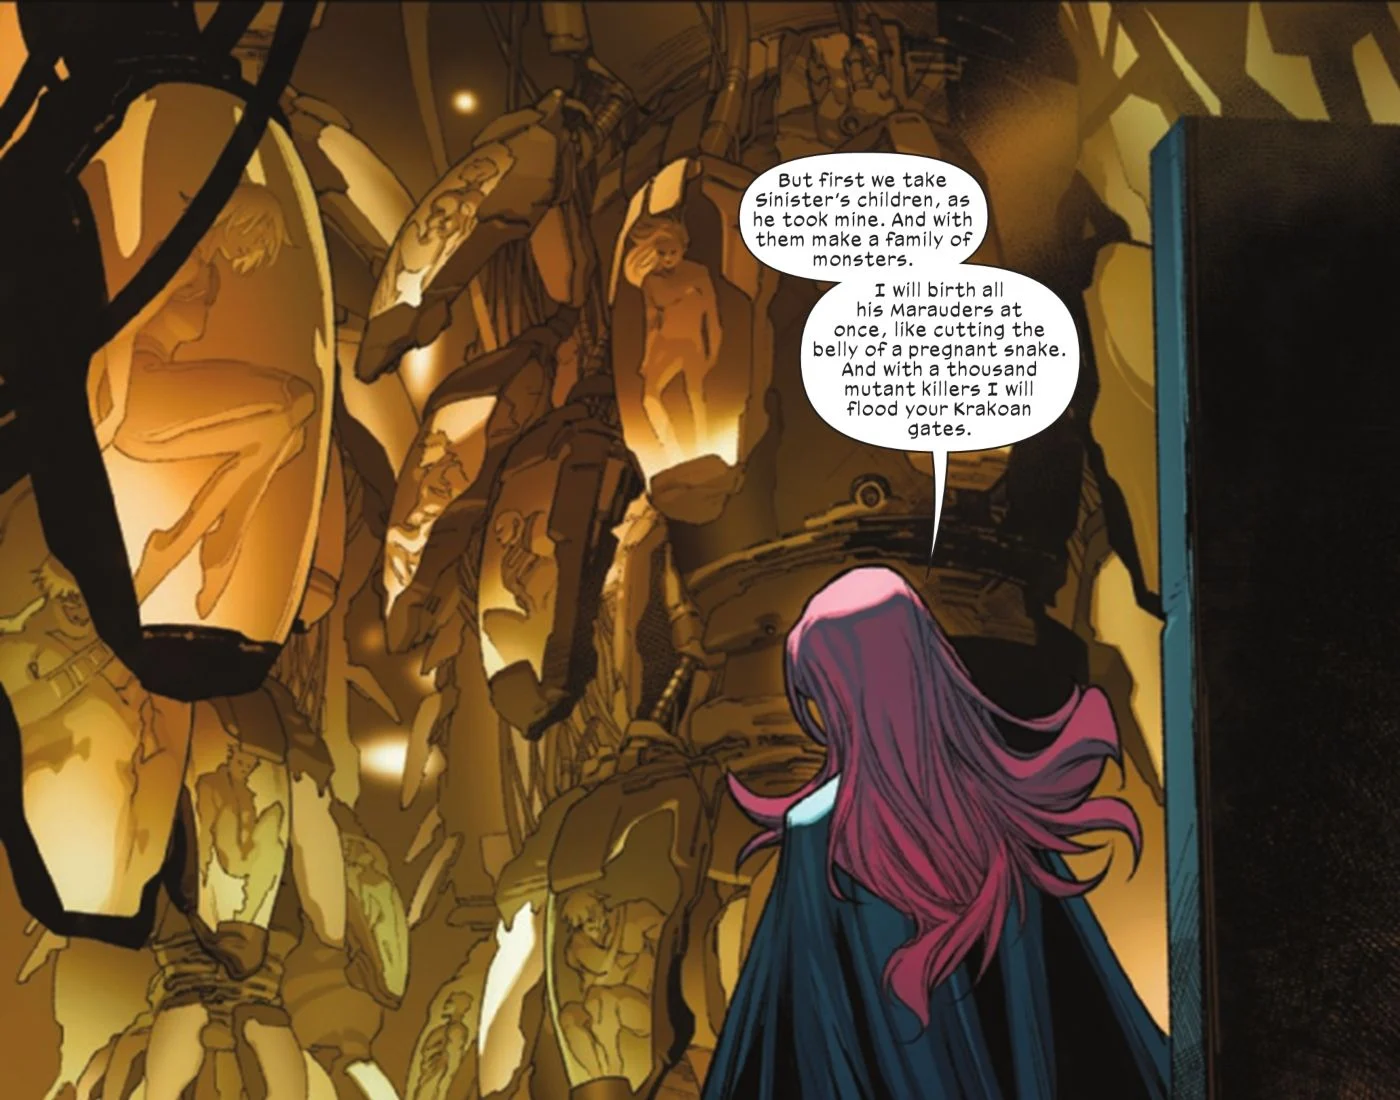 But first we take
Sinister's children, as
he took mine. And with
them make a family of
monsters.
I will birth all
his Marauders at
once, like cutting the
belly of a pregnant snake.
And with a thousand
mutant killers I will
flood your Krakoan
gates.